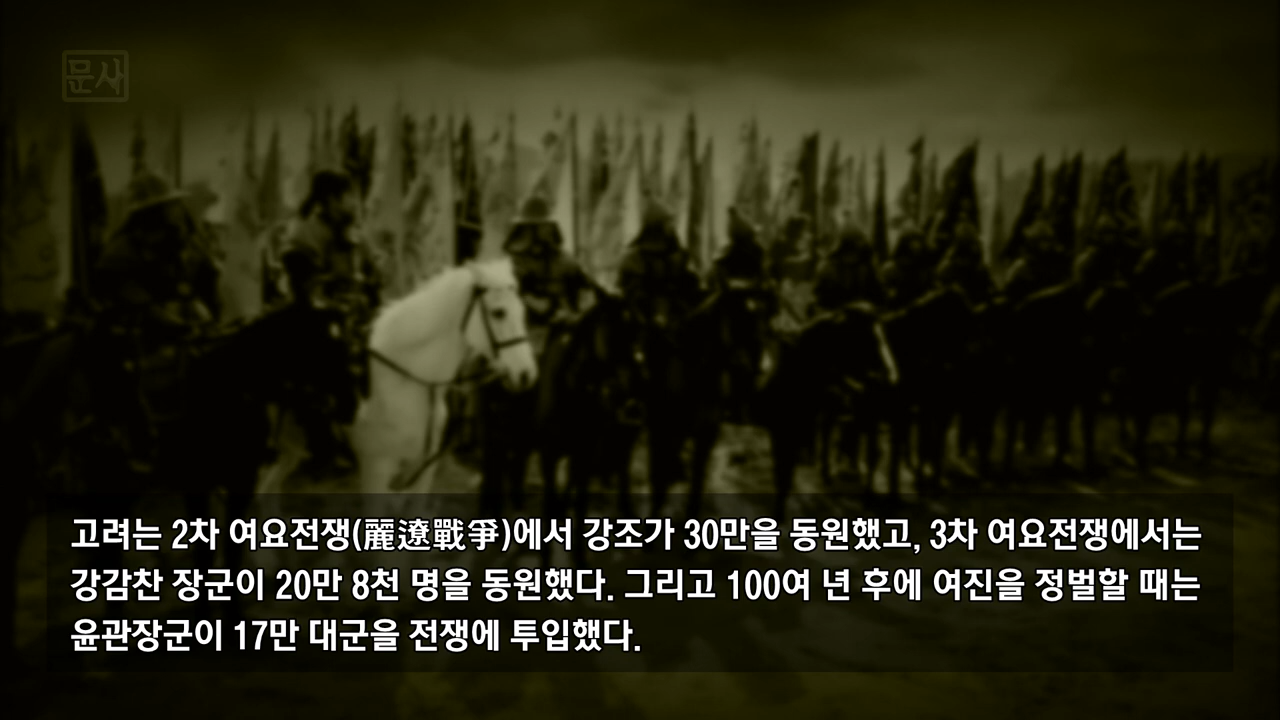 문사
고려는 2차 여요전쟁(麗遼戰爭)에서 강조가 30만을 동원했고, 3차 여요전쟁에서는
강감찬 장군이 20만 8천 명을 동원했다. 그리고 100여 년 후에 여진을 정벌할 때는
윤관장군이 17만 대군을 전쟁에 투입했다.